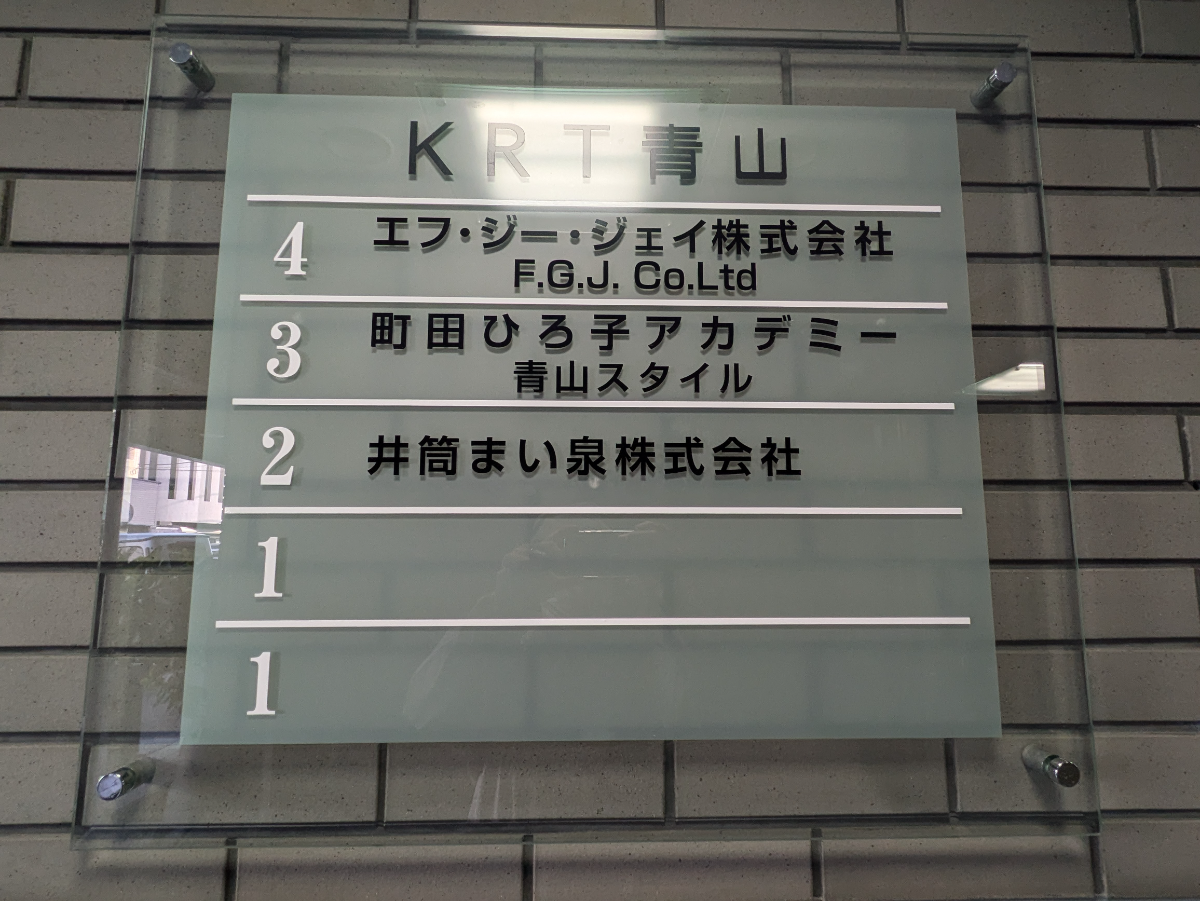 KRT青山
4 エフ・ジー・ジェイ株式会社
F.G.J. Co.Ltd
3 町田ひろ子アカデミー
青山スタイル
2 井筒まい泉株式会社
1
1